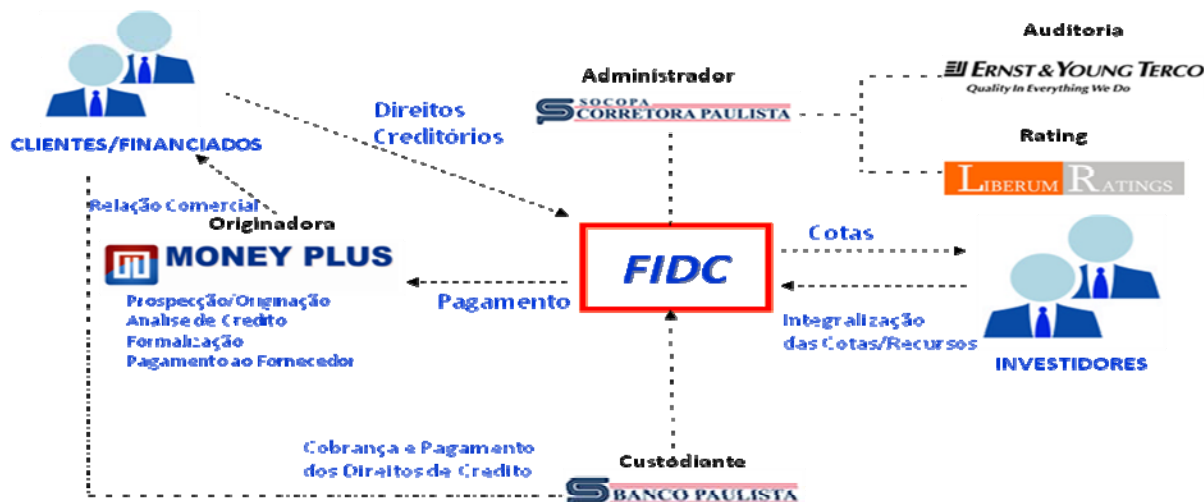 Auditoria
ERNST & YOUNG TERCO
Quality In Everything We Do
Administrador
SOCOPA
CORRETORA PAULISTA
Rating
LIBERUM RATINGS
Direitos
Creditórios
CLIENTES/FINANCIADOS
Relação Comercial
Originadora
MONEY PLUS
Prospecção/Originação
Analise de Credito
Formalização
Pagamento ao Fornecedor
Pagamento
FIDC
Cotas
Integralização
das Cotas/Recursos
INVESTIDORES
Cobrança e Pagamento
dos Direitos de Credito
Custódiante
BANCO PAULISTA